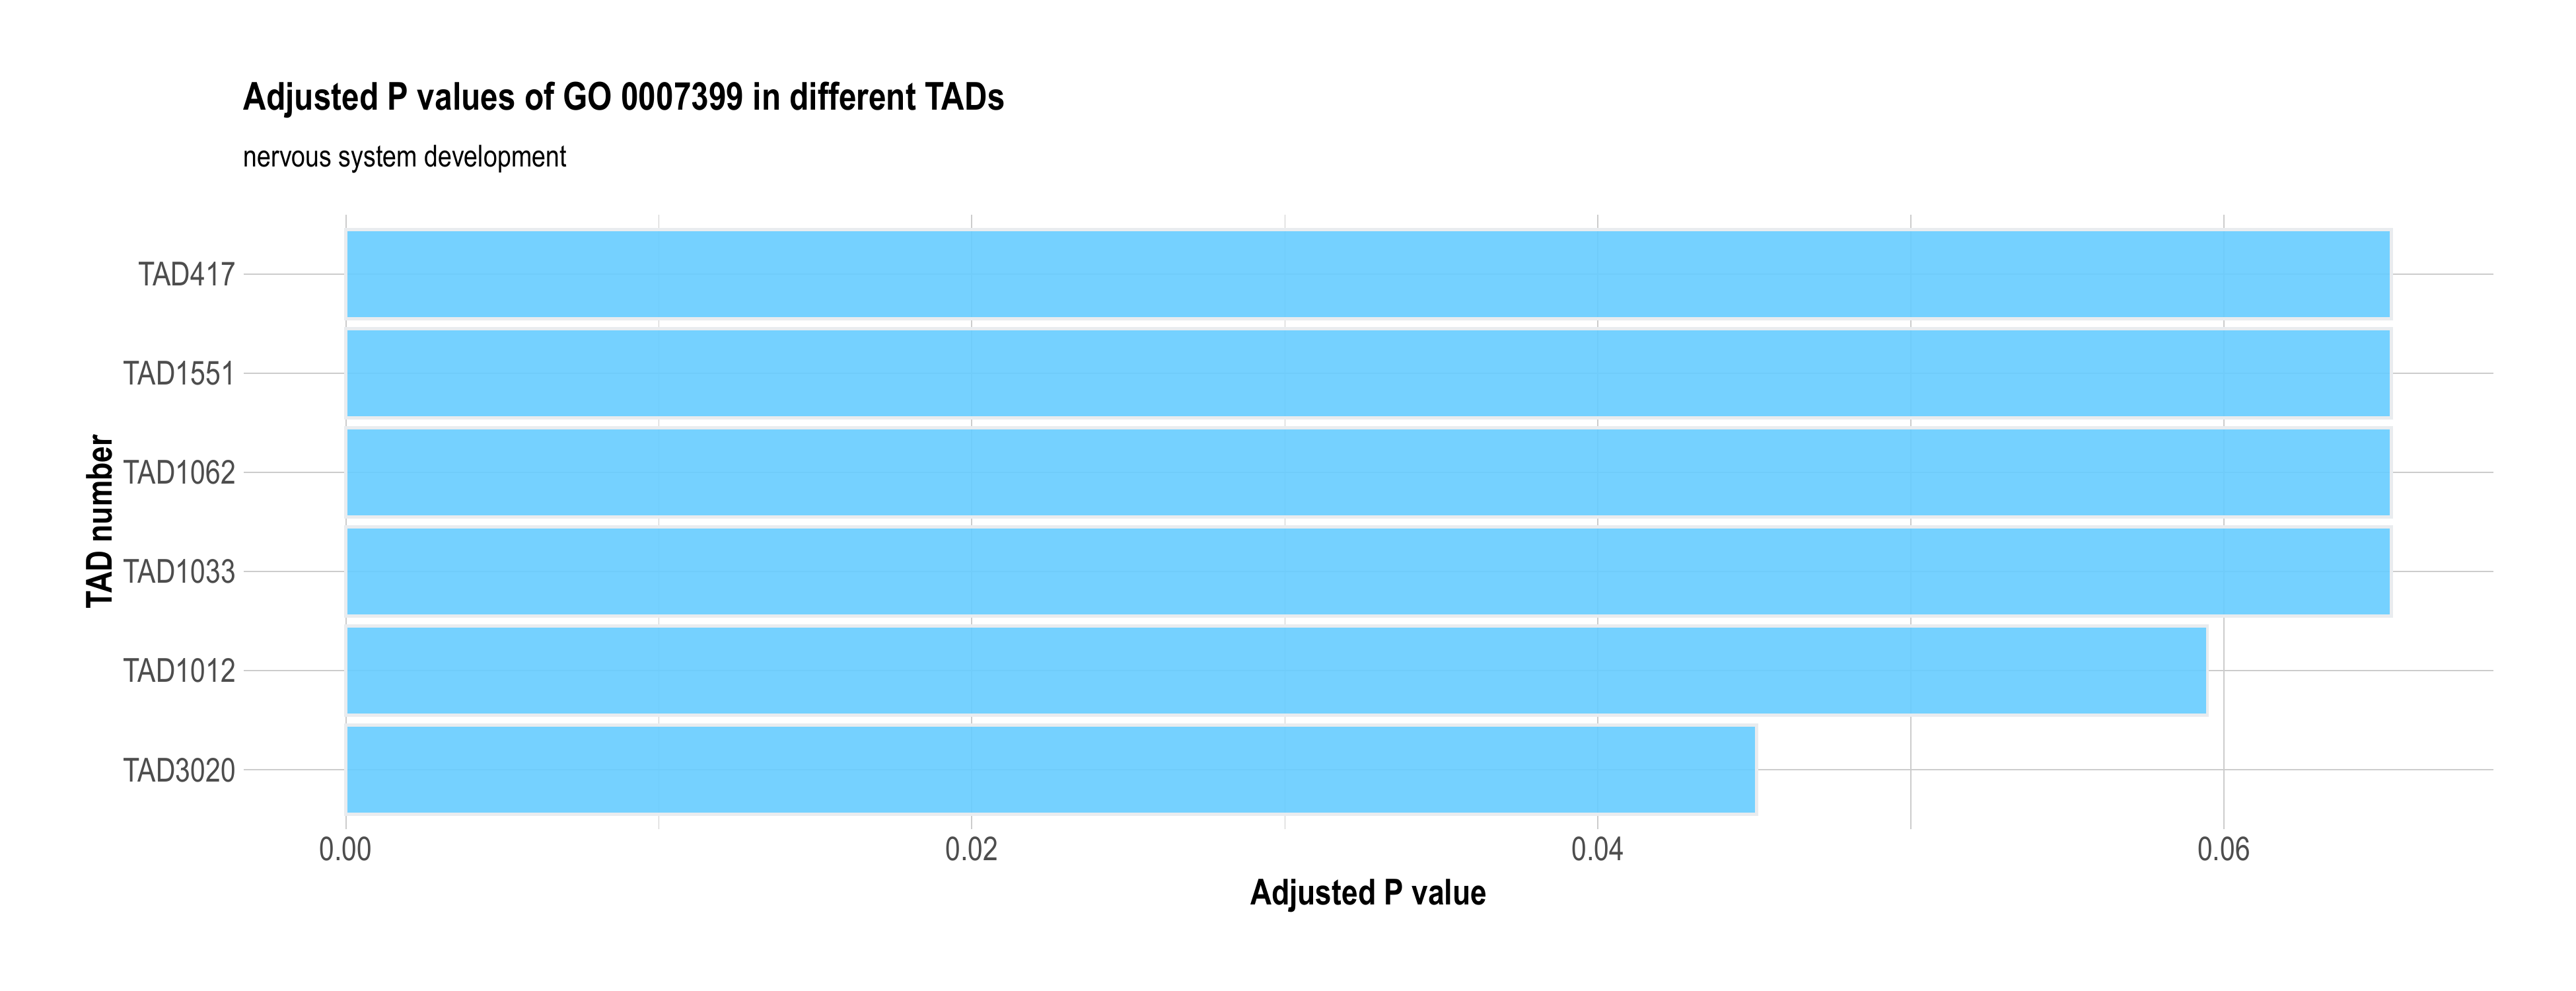 Adjusted P values of GO 0007399 in different TADs
nervous system development
TAD number
TAD417
TAD1551
TAD1062
TAD1033
TAD1012
TAD3020
0.00 0.02 0.04 0.06
Adjusted P value